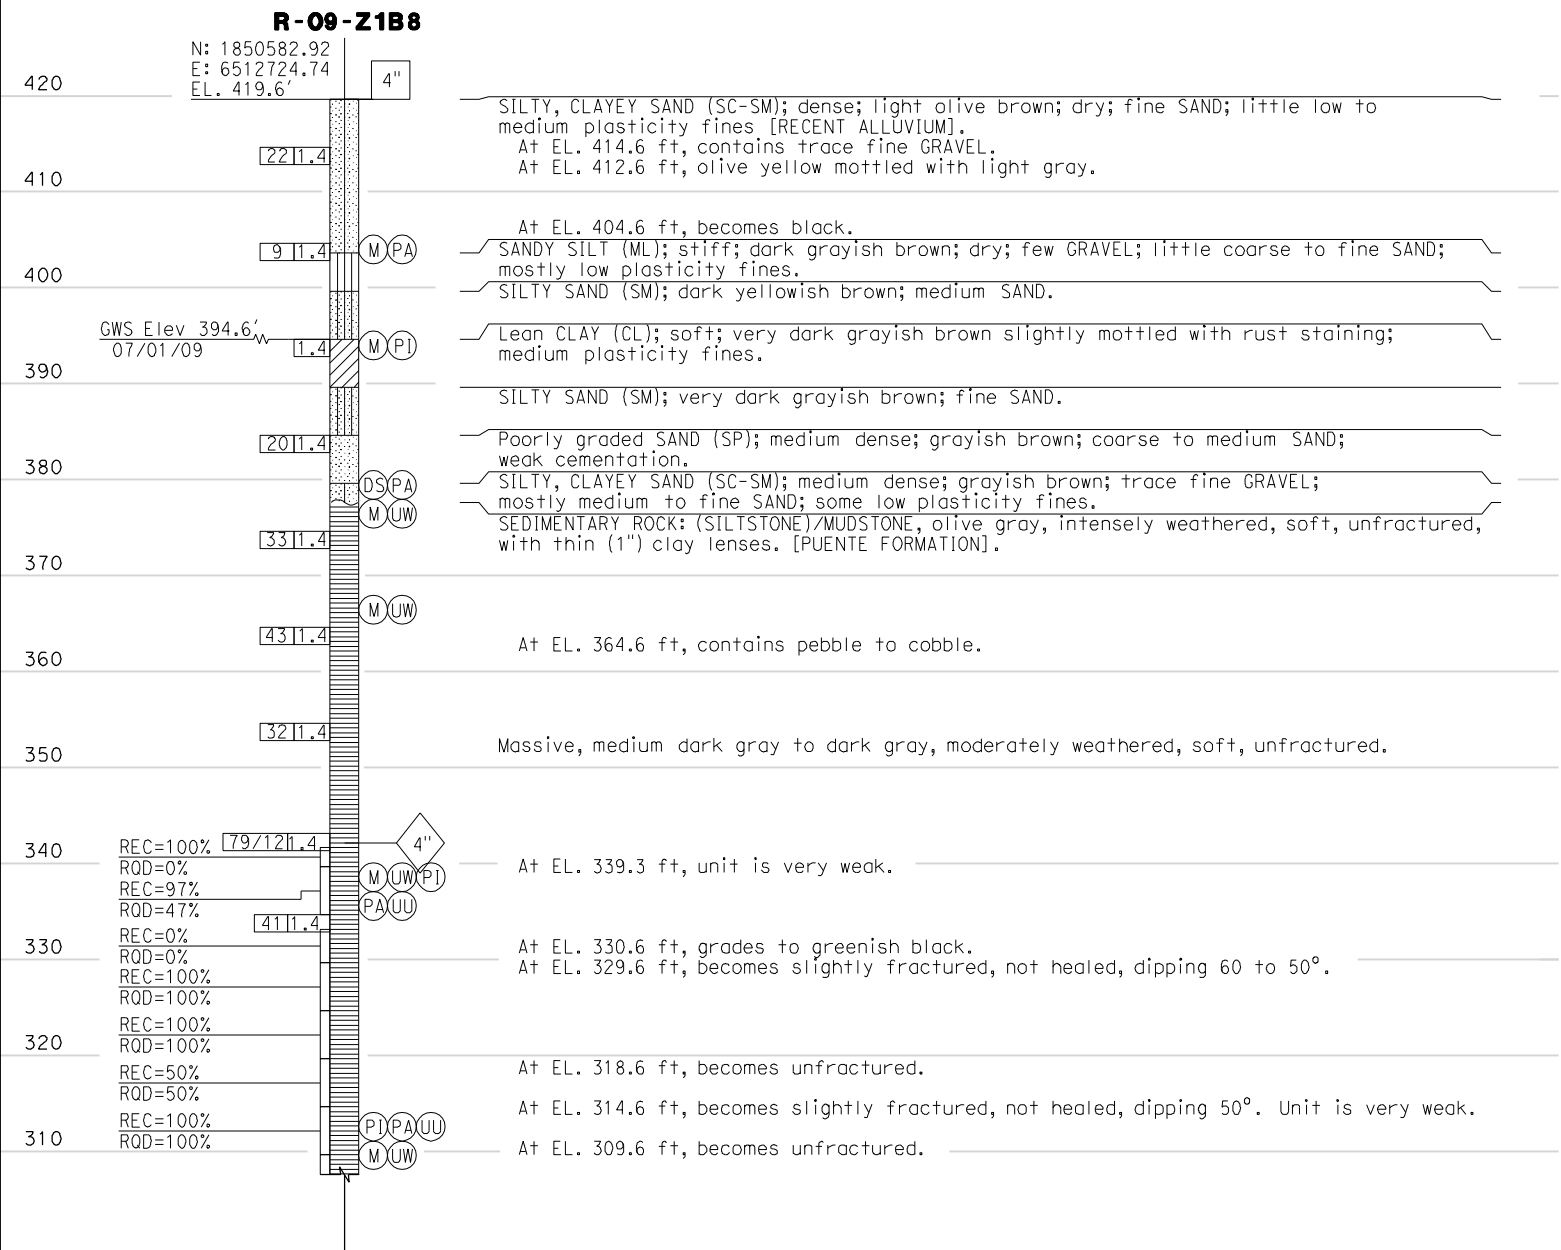 R-09-Z1B8
N: 1850582.92
E: 6512724.74
EL. 419.6'
4"
420
SILTY, CLAYEY SAND (SC-SM); dense; light olive brown; dry; fine SAND; little low to
medium plasticity fines [RECENT ALLUVIUM].
At EL. 414.6 ft, contains trace fine GRAVEL.
22 1.4
At EL. 412.6 ft, olive yellow mottled with light gray.
410
At EL. 404.6 ft, becomes black.
9 1.4 M PA
SANDY SILT (ML); stiff; dark grayish brown; dry; few GRAVEL; little coarse to fine SAND;
mostly low plasticity fines.
400
SILTY SAND (SM); dark yellowish brown; medium SAND.
GWS Elev 394.6'
07/01/09
1.4 M PI
Lean CLAY (CL); soft; very dark grayish brown slightly mottled with rust staining;
medium plasticity fines.
390
SILTY SAND (SM); very dark grayish brown; fine SAND.
20 1.4
Poorly graded SAND (SP); medium dense; grayish brown; coarse to medium SAND;
weak cementation.
380
DS PA
SILTY, CLAYEY SAND (SC-SM); medium dense; grayish brown; trace fine GRAVEL;
mostly medium to fine SAND; some low plasticity fines.
M UW
SEDIMENTARY ROCK: (SILTSTONE)/MUDSTONE, olive gray, intensely weathered, soft, unfractured,
with thin (1") clay lenses. [PUENTE FORMATION].
33 1.4
370
M UW
43 1.4
At EL. 364.6 ft, contains pebble to cobble.
360
32 1.4
Massive, medium dark gray to dark gray, moderately weathered, soft, unfractured.
350
79/12 1.4
4"
340
REC=100%
RQD=0%
At EL. 339.3 ft, unit is very weak.
M UW PI
REC=97%
RQD=47%
PA UU
41 1.4
REC=0%
RQD=0%
330
At EL. 330.6 ft, grades to greenish black.
At EL. 329.6 ft, becomes slightly fractured, not healed, dipping 60 to 50°.
REC=100%
RQD=100%
REC=100%
RQD=100%
320
At EL. 318.6 ft, becomes unfractured.
REC=50%
RQD=50%
At EL. 314.6 ft, becomes slightly fractured, not healed, dipping 50°. Unit is very weak.
REC=100%
RQD=100%
PI PA UU
310
At EL. 309.6 ft, becomes unfractured.
M UW